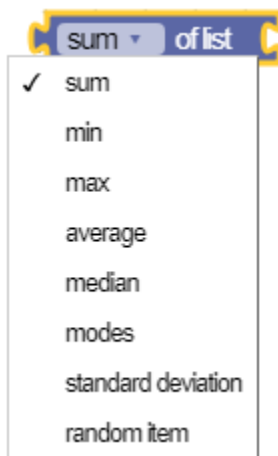 sum of list
✓ sum
min
max
average
median
modes
standard deviation
random item